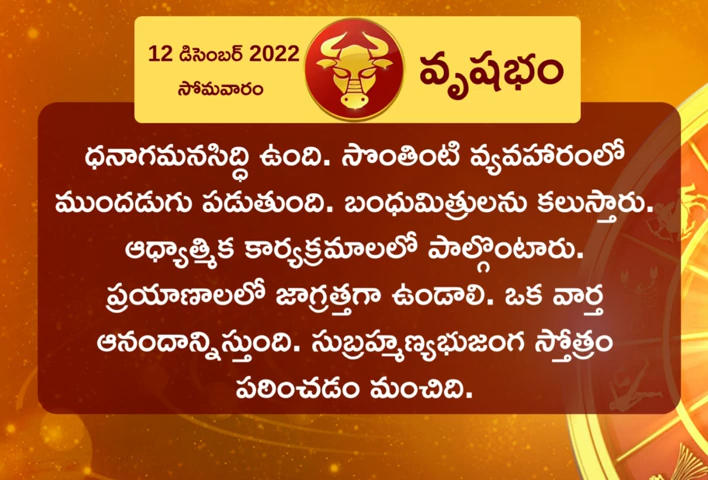 12 డిసెంబర్ 2022
సోమవారం
వృషభం
ధనాగమనసిద్ధి ఉంది. సొంతింటి వ్యవహారంలో
ముందడుగు పడుతుంది. బంధుమిత్రులను కలుస్తారు.
ఆధ్యాత్మిక కార్యక్రమాలలో పాల్గొంటారు.
ప్రయాణాలలో జాగ్రత్తగా ఉండాలి. ఒక వార్త
ఆనందాన్నిస్తుంది. సుబ్రహ్మణ్యభుజంగ స్తోత్రం
పఠించడం మంచిది.